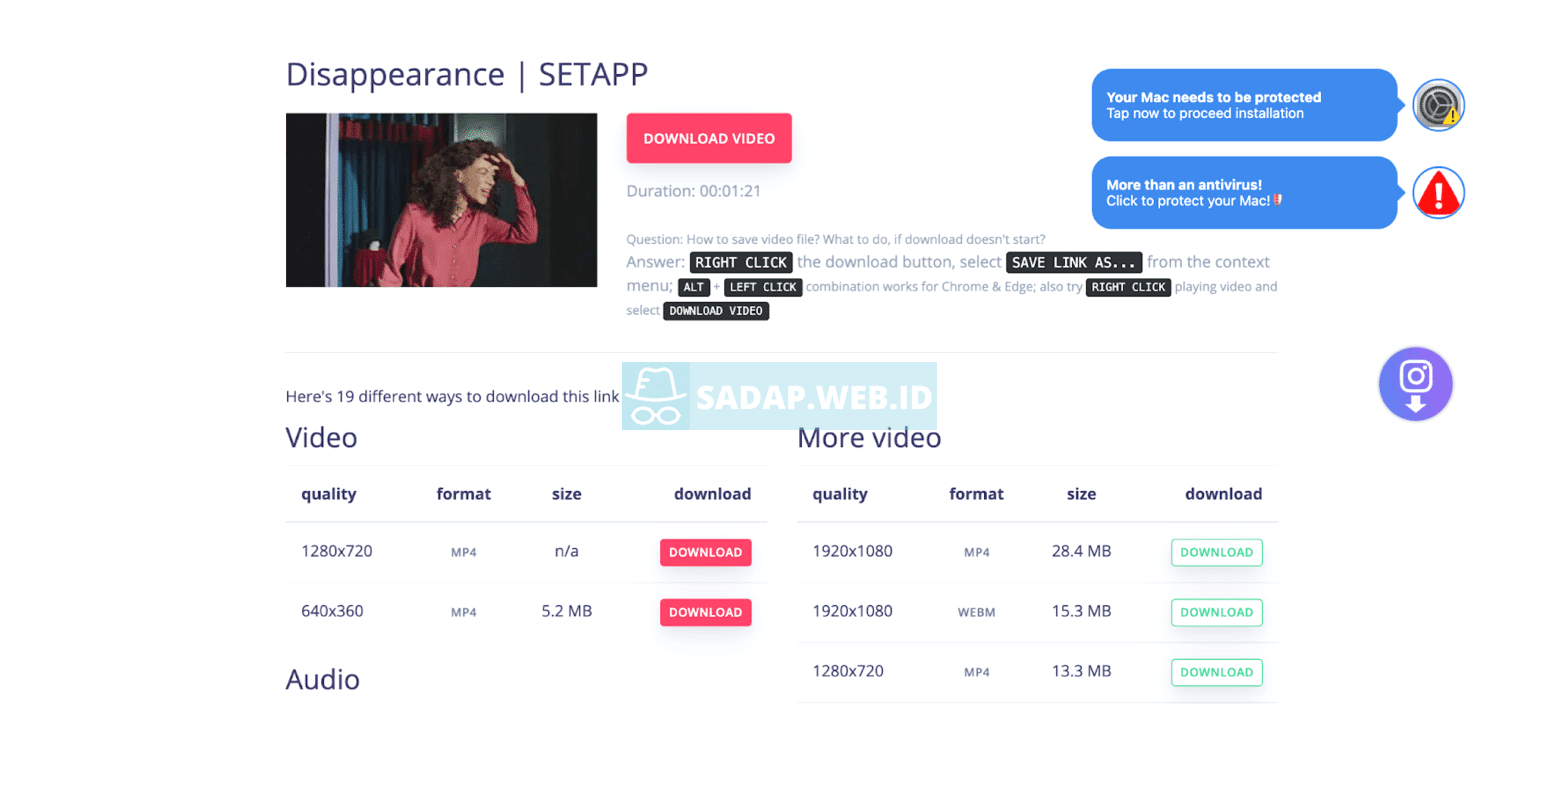 Disappearance | SETAPP
Your Mac needs to be protected
Tap now to proceed installation
DOWNLOAD VIDEO
Duration: 00:01:21
More than an antivirus!
Click to protect your Mac!
Question: How to save video file? What to do, if download doesn't start?
Answer: RIGHT CLICK the download button, select SAVE LINK AS... from the context
menu; ALT + LEFT CLICK combination works for Chrome & Edge; also try RIGHT CLICK playing video and
select DOWNLOAD VIDEO
Here's 19 different ways to download this link
SADAP.WEB.ID
Video
quality format size download
1280x720 MP4 n/a DOWNLOAD
640x360 MP4 5.2 MB DOWNLOAD
Audio
More video
quality format size download
1920x1080 MP4 28.4 MB DOWNLOAD
1920x1080 WEBM 15.3 MB DOWNLOAD
1280x720 MP4 13.3 MB DOWNLOAD